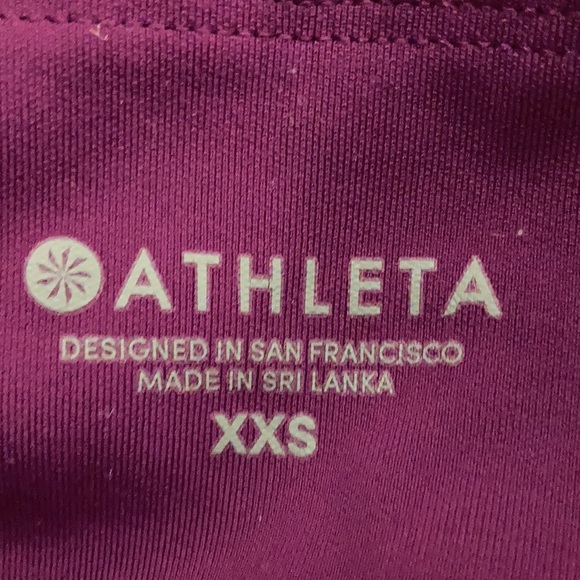 ATHLETA
DESIGNED IN SAN FRANCISCO
MADE IN SRI LANKA
XXS